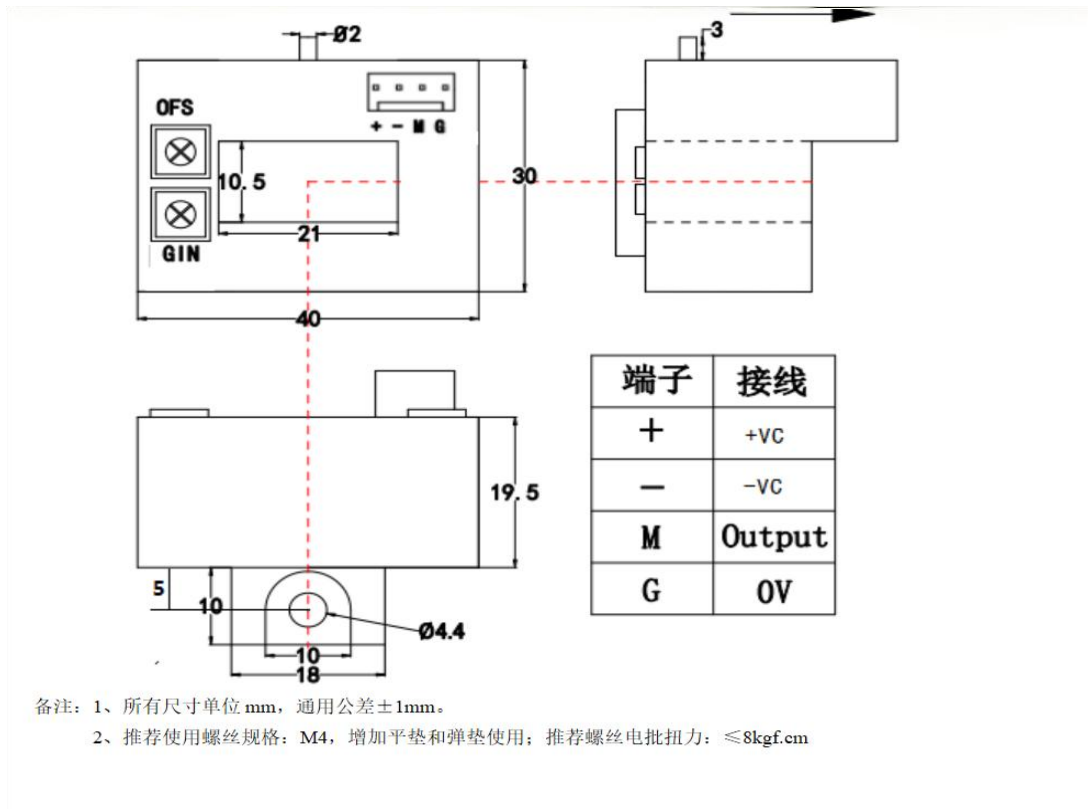 Ø2
3
OFS
+ - M G
10.5
30
21
GIN
40
端子 接线
+ +VC
- -VC
M Output
G 0V
19.5
5
10
Ø4.4
10
18
备注：1、所有尺寸单位 mm，通用公差±1mm。
2、推荐使用螺丝规格：M4，增加平垫和弹垫使用；推荐螺丝电批扭力：≤8kgf.cm